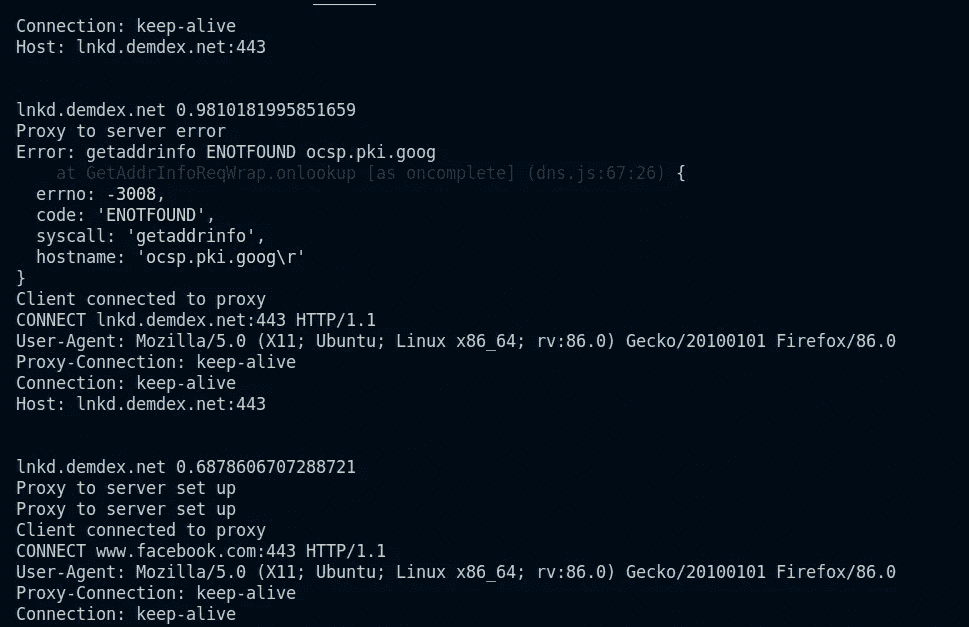 Connection: keep-alive
Host: lnkd.demdex.net:443
lnkd.demdex.net 0.9810181995851659
Proxy to server error
Error: getaddrinfo ENOTFOUND ocsp.pki.goog
    at GetAddrInfoReqWrap.onlookup [as oncomplete] (dns.js:67:26) {
  errno: -3008,
  code: 'ENOTFOUND',
  syscall: 'getaddrinfo',
  hostname: 'ocsp.pki.goog\r'
}
Client connected to proxy
CONNECT lnkd.demdex.net:443 HTTP/1.1
User-Agent: Mozilla/5.0 (X11; Ubuntu; Linux x86_64; rv:86.0) Gecko/20100101 Firefox/86.0
Proxy-Connection: keep-alive
Connection: keep-alive
Host: lnkd.demdex.net:443
lnkd.demdex.net 0.6878606707288721
Proxy to server set up
Proxy to server set up
Client connected to proxy
CONNECT www.facebook.com:443 HTTP/1.1
User-Agent: Mozilla/5.0 (X11; Ubuntu; Linux x86_64; rv:86.0) Gecko/20100101 Firefox/86.0
Proxy-Connection: keep-alive
Connection: keep-alive